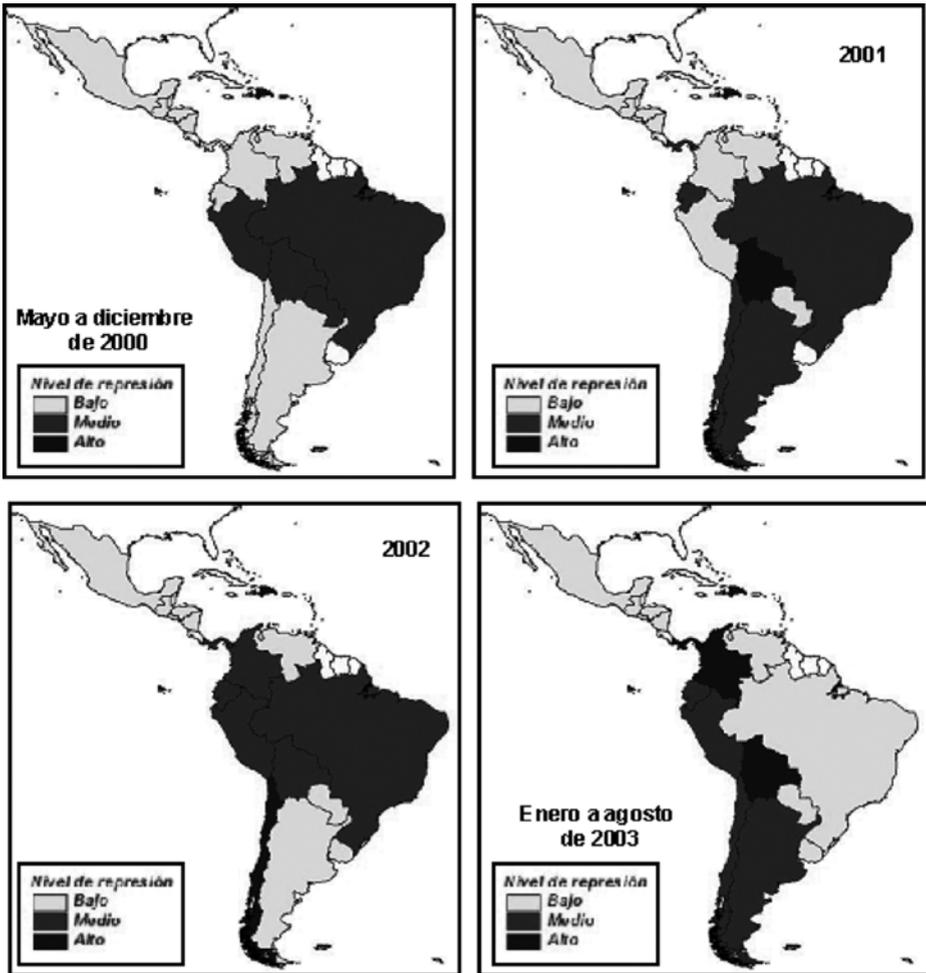 Mayo a diciembre
de 2000
Nivel de represión
Bajo
Medio
Alto
2001
Nivel de represión
Bajo
Medio
Alto
2002
Nivel de represión
Bajo
Medio
Alto
Enero a agosto
de 2003
Nivel de represión
Bajo
Medio
Alto